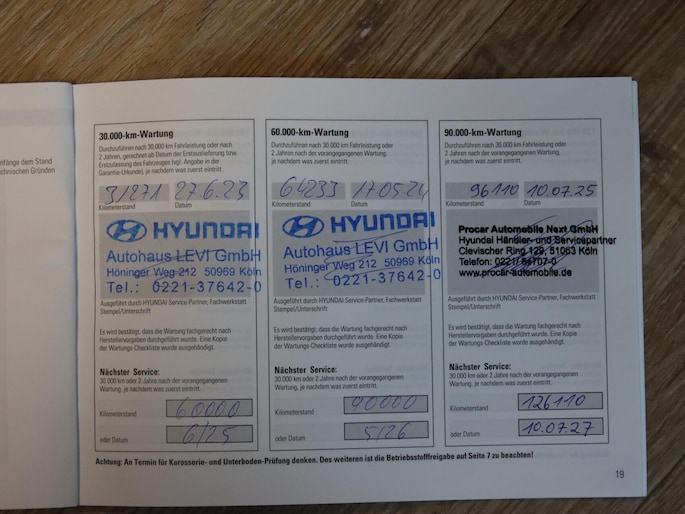 nfänge dem Stand
chnischen Gründen
30.000-km-Wartung
Durchzuführen nach 30.000 km Fahrleistung oder nach
2 Jahren, gerechnet ab Datum der Erstauslieferung bzw.
Erstzulassung des Fahrzeuges (vgl. Angabe in der
Garantie-Urkunde), je nachdem was zuerst eintritt.
31271 27.6.23
Kilometerstand Datum
HYUNDAI
Autohaus LEVI GmbH
Höninger Weg 212 50969 Köln
Tel.: 0221-37642-0
Ausgeführt durch HYUNDAI Service Partner, Fachwerkstatt
Stempel/Unterschrift
Es wird bestätigt, dass die Wartung fachgerecht nach
Herstellervorgaben durchgeführt wurde. Eine Kopie
der Wartungs-Checkliste wurde ausgehändigt.
Nächster Service:
30.000 km oder 2 Jahre nach der vorangegangenen
Wartung, je nachdem was zuerst eintritt.
Kilometerstand 60000
oder Datum 6/25
60.000-km-Wartung
Durchzuführen nach 30.000 km Fahrleistung oder
2 Jahre nach der vorangegangenen Wartung,
je nachdem was zuerst eintritt.
64233 17.05.24
Kilometerstand Datum
HYUNDAI
Autohaus LEVI GmbH
Höninger Weg 212 50969 Köln
Tel.: 0221-37642-0
Ausgeführt durch HYUNDAI Service Partner, Fachwerkstatt
Stempel/Unterschrift
Es wird bestätigt, dass die Wartung fachgerecht nach
Herstellervorgaben durchgeführt wurde. Eine Kopie
der Wartungs-Checkliste wurde ausgehändigt.
Nächster Service:
30.000 km oder 2 Jahre nach der vorangegangenen
Wartung, je nachdem was zuerst eintritt.
Kilometerstand 90000
oder Datum 5/26
90.000-km-Wartung
Durchzuführen nach 30.000 km Fahrleistung oder
2 Jahre nach der vorangegangenen Wartung,
je nachdem was zuerst eintritt.
96110 10.07.25
Kilometerstand Datum
Procar Automobile Next GmbH
Hyundai Händler- und Servicepartner
Clevischer Ring 129, 51063 Köln
Telefon: 0221/ 64707-0
www.procar-automobile.de
Ausgeführt durch HYUNDAI Service Partner, Fachwerkstatt
Stempel/Unterschrift
Es wird bestätigt, dass die Wartung fachgerecht nach
Herstellervorgaben durchgeführt wurde. Eine Kopie
der Wartungs-Checkliste wurde ausgehändigt.
Nächster Service:
30.000 km oder 2 Jahre nach der vorangegangenen
Wartung, je nachdem was zuerst eintritt.
Kilometerstand 126110
oder Datum 10.07.27
Achtung: An Termin für Karosserie- und Unterboden-Prüfung denken. Des weiteren ist die Betriebsstofffreigabe auf Seite 7 zu beachten!
19